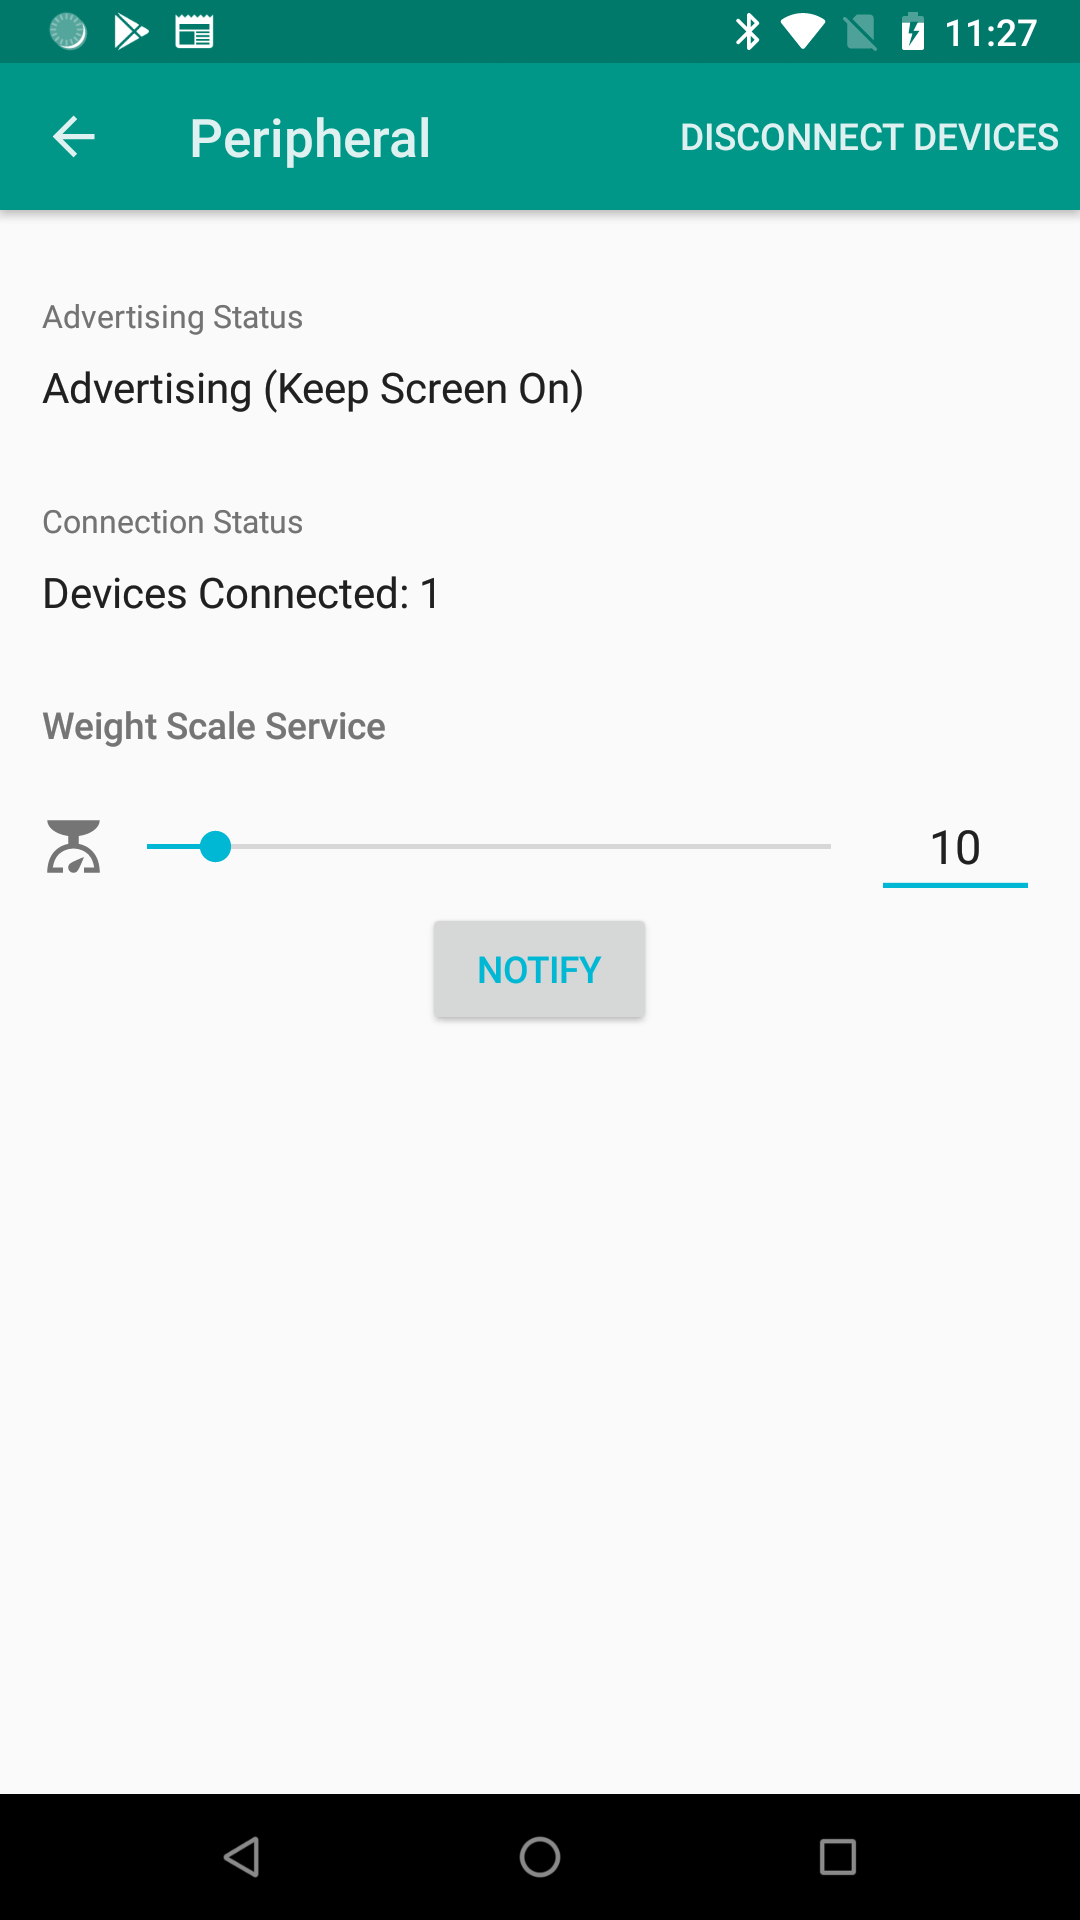 11:27
Peripheral
DISCONNECT DEVICES
Advertising Status
Advertising (Keep Screen On)
Connection Status
Devices Connected: 1
Weight Scale Service
10
NOTIFY